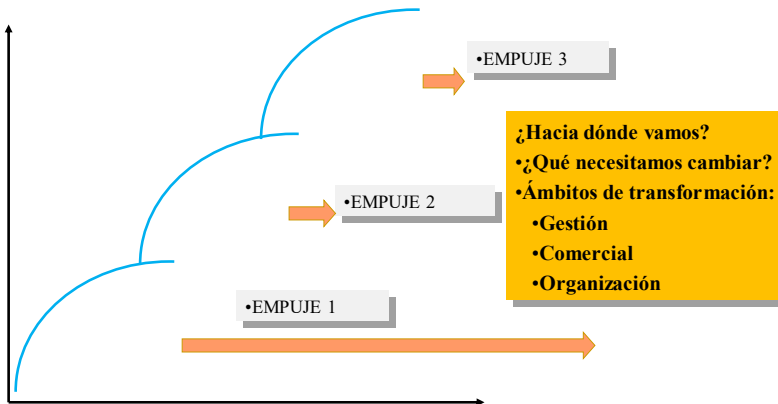 •EMPUJE 3
¿Hacia dónde vamos?
•¿Qué necesitamos cambiar?
•Ámbitos de transformación:
•Gestión
•Comercial
•Organización
•EMPUJE 2
•EMPUJE 1